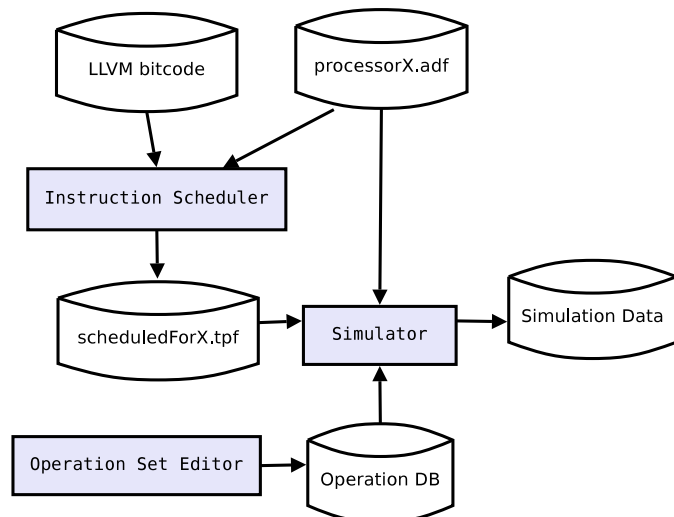 LLVM bitcode
processorX.adf
Instruction Scheduler
scheduledForX.tpf
Simulator
Simulation Data
Operation Set Editor
Operation DB